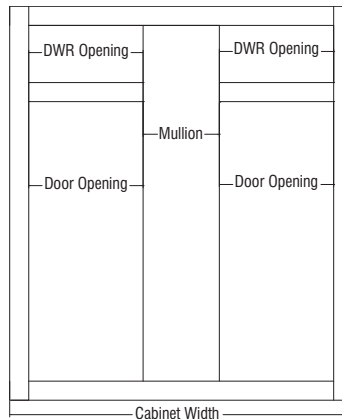 DWR Opening
DWR Opening
Mullion
Door Opening
Door Opening
Cabinet Width